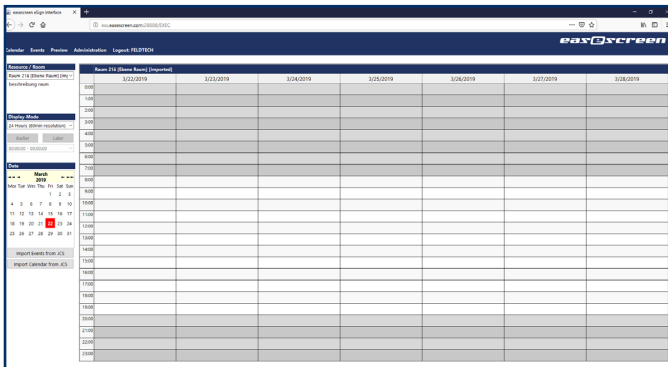 easescreen eSign Interface
esv.easescreen.com:28888/EXEC
easescreen
Calendar Events Preview Administration Logout: FELDTECH
Resource / Room
Raum 216 [Ebene Raum] [Im
beschreibung raum
Display-Mode
24 Hours (60min resolution)
Earlier Later
00:00:00 - 00:00:00
Date
March
2019
Mon Tue Wes Thu Fri Sat Sun
1 2 3
4 5 6 7 8 9 10
11 12 13 14 15 16 17
18 19 20 21 22 23 24
25 26 27 28 29 30 31
Import Events from .ICS
Import Calendar from .ICS
Raum 216 [Ebene Raum] [Imported]
3/22/2019 3/23/2019 3/24/2019 3/25/2019 3/26/2019 3/27/2019 3/28/2019
0:00
1:00
2:00
3:00
4:00
5:00
6:00
7:00
8:00
9:00
10:00
11:00
12:00
13:00
14:00
15:00
16:00
17:00
18:00
19:00
20:00
21:00
22:00
23:00